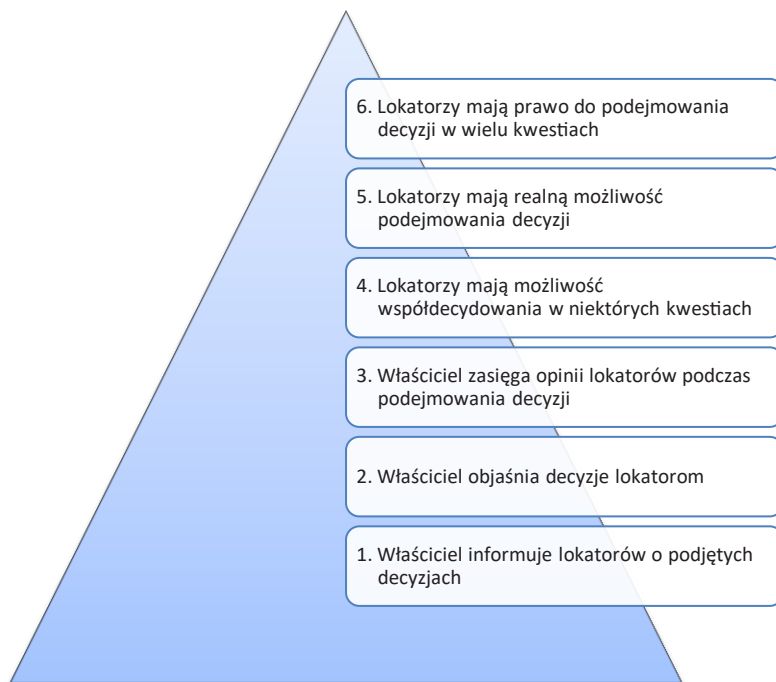 6. Lokatorzy mają prawo do podejmowania
decyzji w wielu kwestiach
5. Lokatorzy mają realną możliwość
podejmowania decyzji
4. Lokatorzy mają możliwość
współdecydowania w niektórych kwestiach
3. Właściciel zasięga opinii lokatorów podczas
podejmowania decyzji
2. Właściciel objaśnia decyzje lokatorom
1. Właściciel informuje lokatorów o podjętych
decyzjach